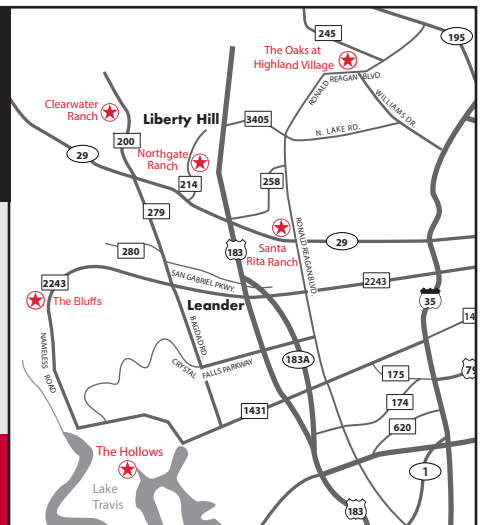 245
195
The Oaks at
Highland Village
RONALD REAGAN BLVD.
WILLIAMS DR.
Clearwater
Ranch
Liberty Hill
3405
N. LAKE RD.
200
29
Northgate
Ranch
214
258
279
Santa
Rita Ranch
RONALD REAGAN BLVD.
29
183
280
SAN GABRIEL PKWY.
2243
2243
The Bluffs
Leander
35
NAMELESS
ROAD
BAGDAD RD.
CRYSTAL FALLS PARKWAY
183A
175
174
620
1431
The Hollows
Lake
Travis
1
183